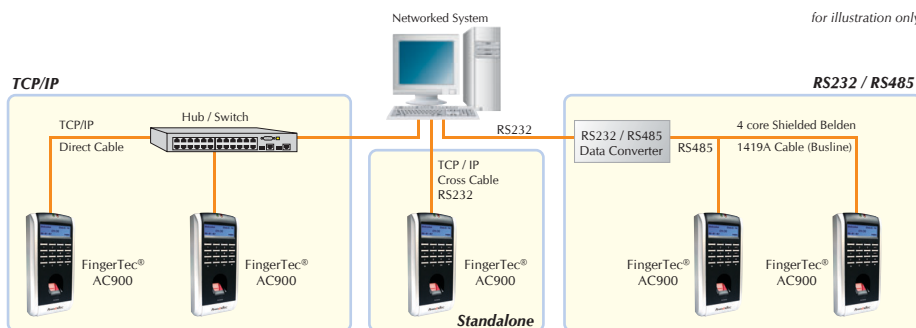 Networked System
for illustration only
TCP/IP
RS232 / RS485
TCP/IP
Direct Cable
Hub / Switch
RS232
RS232 / RS485
Data Converter
RS485
4 core Shielded Belden
1419A Cable (Busline)
TCP / IP
Cross Cable
RS232
FingerTec®
AC900
FingerTec®
AC900
FingerTec®
AC900
FingerTec®
AC900
FingerTec®
AC900
Standalone